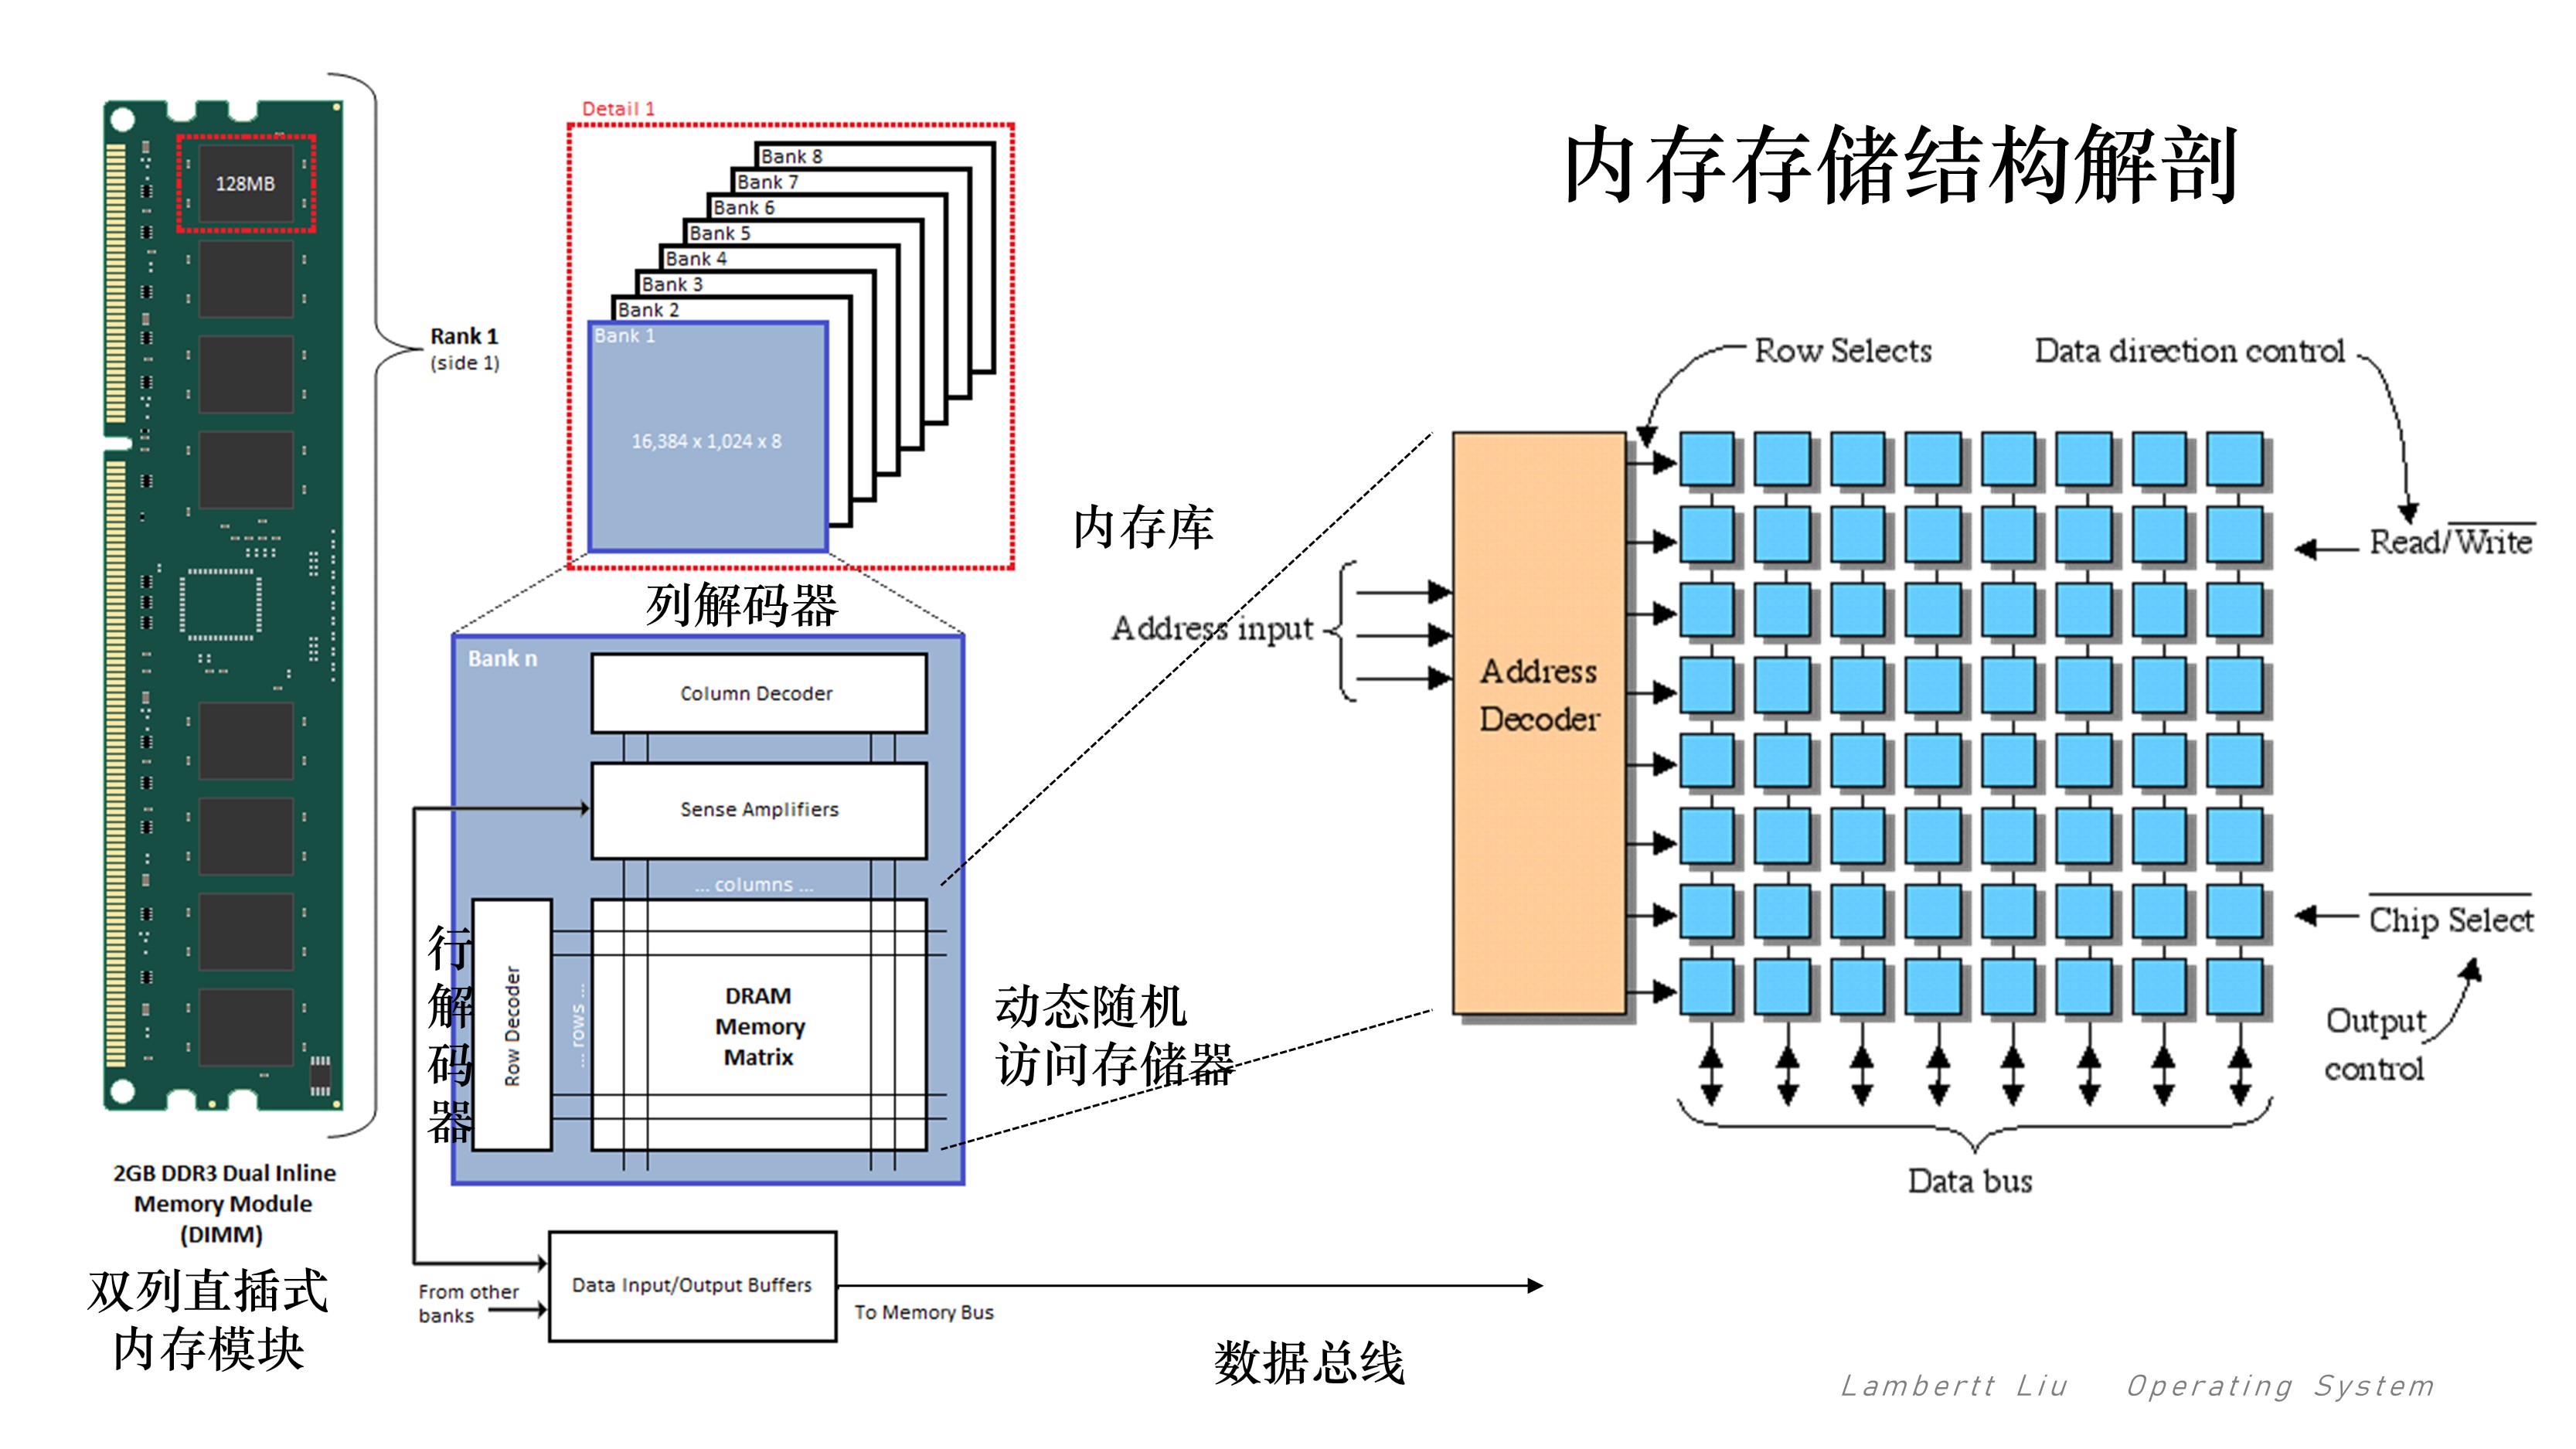 内存存储结构解剖
128MB
Rank 1
(side 1)
2GB DDR3 Dual Inline
Memory Module
(DIMM)
双列直插式
内存模块
Detail 1
Bank 8
Bank 7
Bank 6
Bank 5
Bank 4
Bank 3
Bank 2
Bank 1
16,384 x 1,024 x 8
内存库
列解码器
Bank n
Column Decoder
Sense Amplifiers
... columns ...
行解码器
Row Decoder
... rows ...
DRAM
Memory
Matrix
动态随机
访问存储器
From other
banks
Data Input/Output Buffers
To Memory Bus
数据总线
Row Selects
Data direction control
Address input
Address
Decoder
Read/Write
Chip Select
Output
control
Data bus
Lambertt Liu Operating System